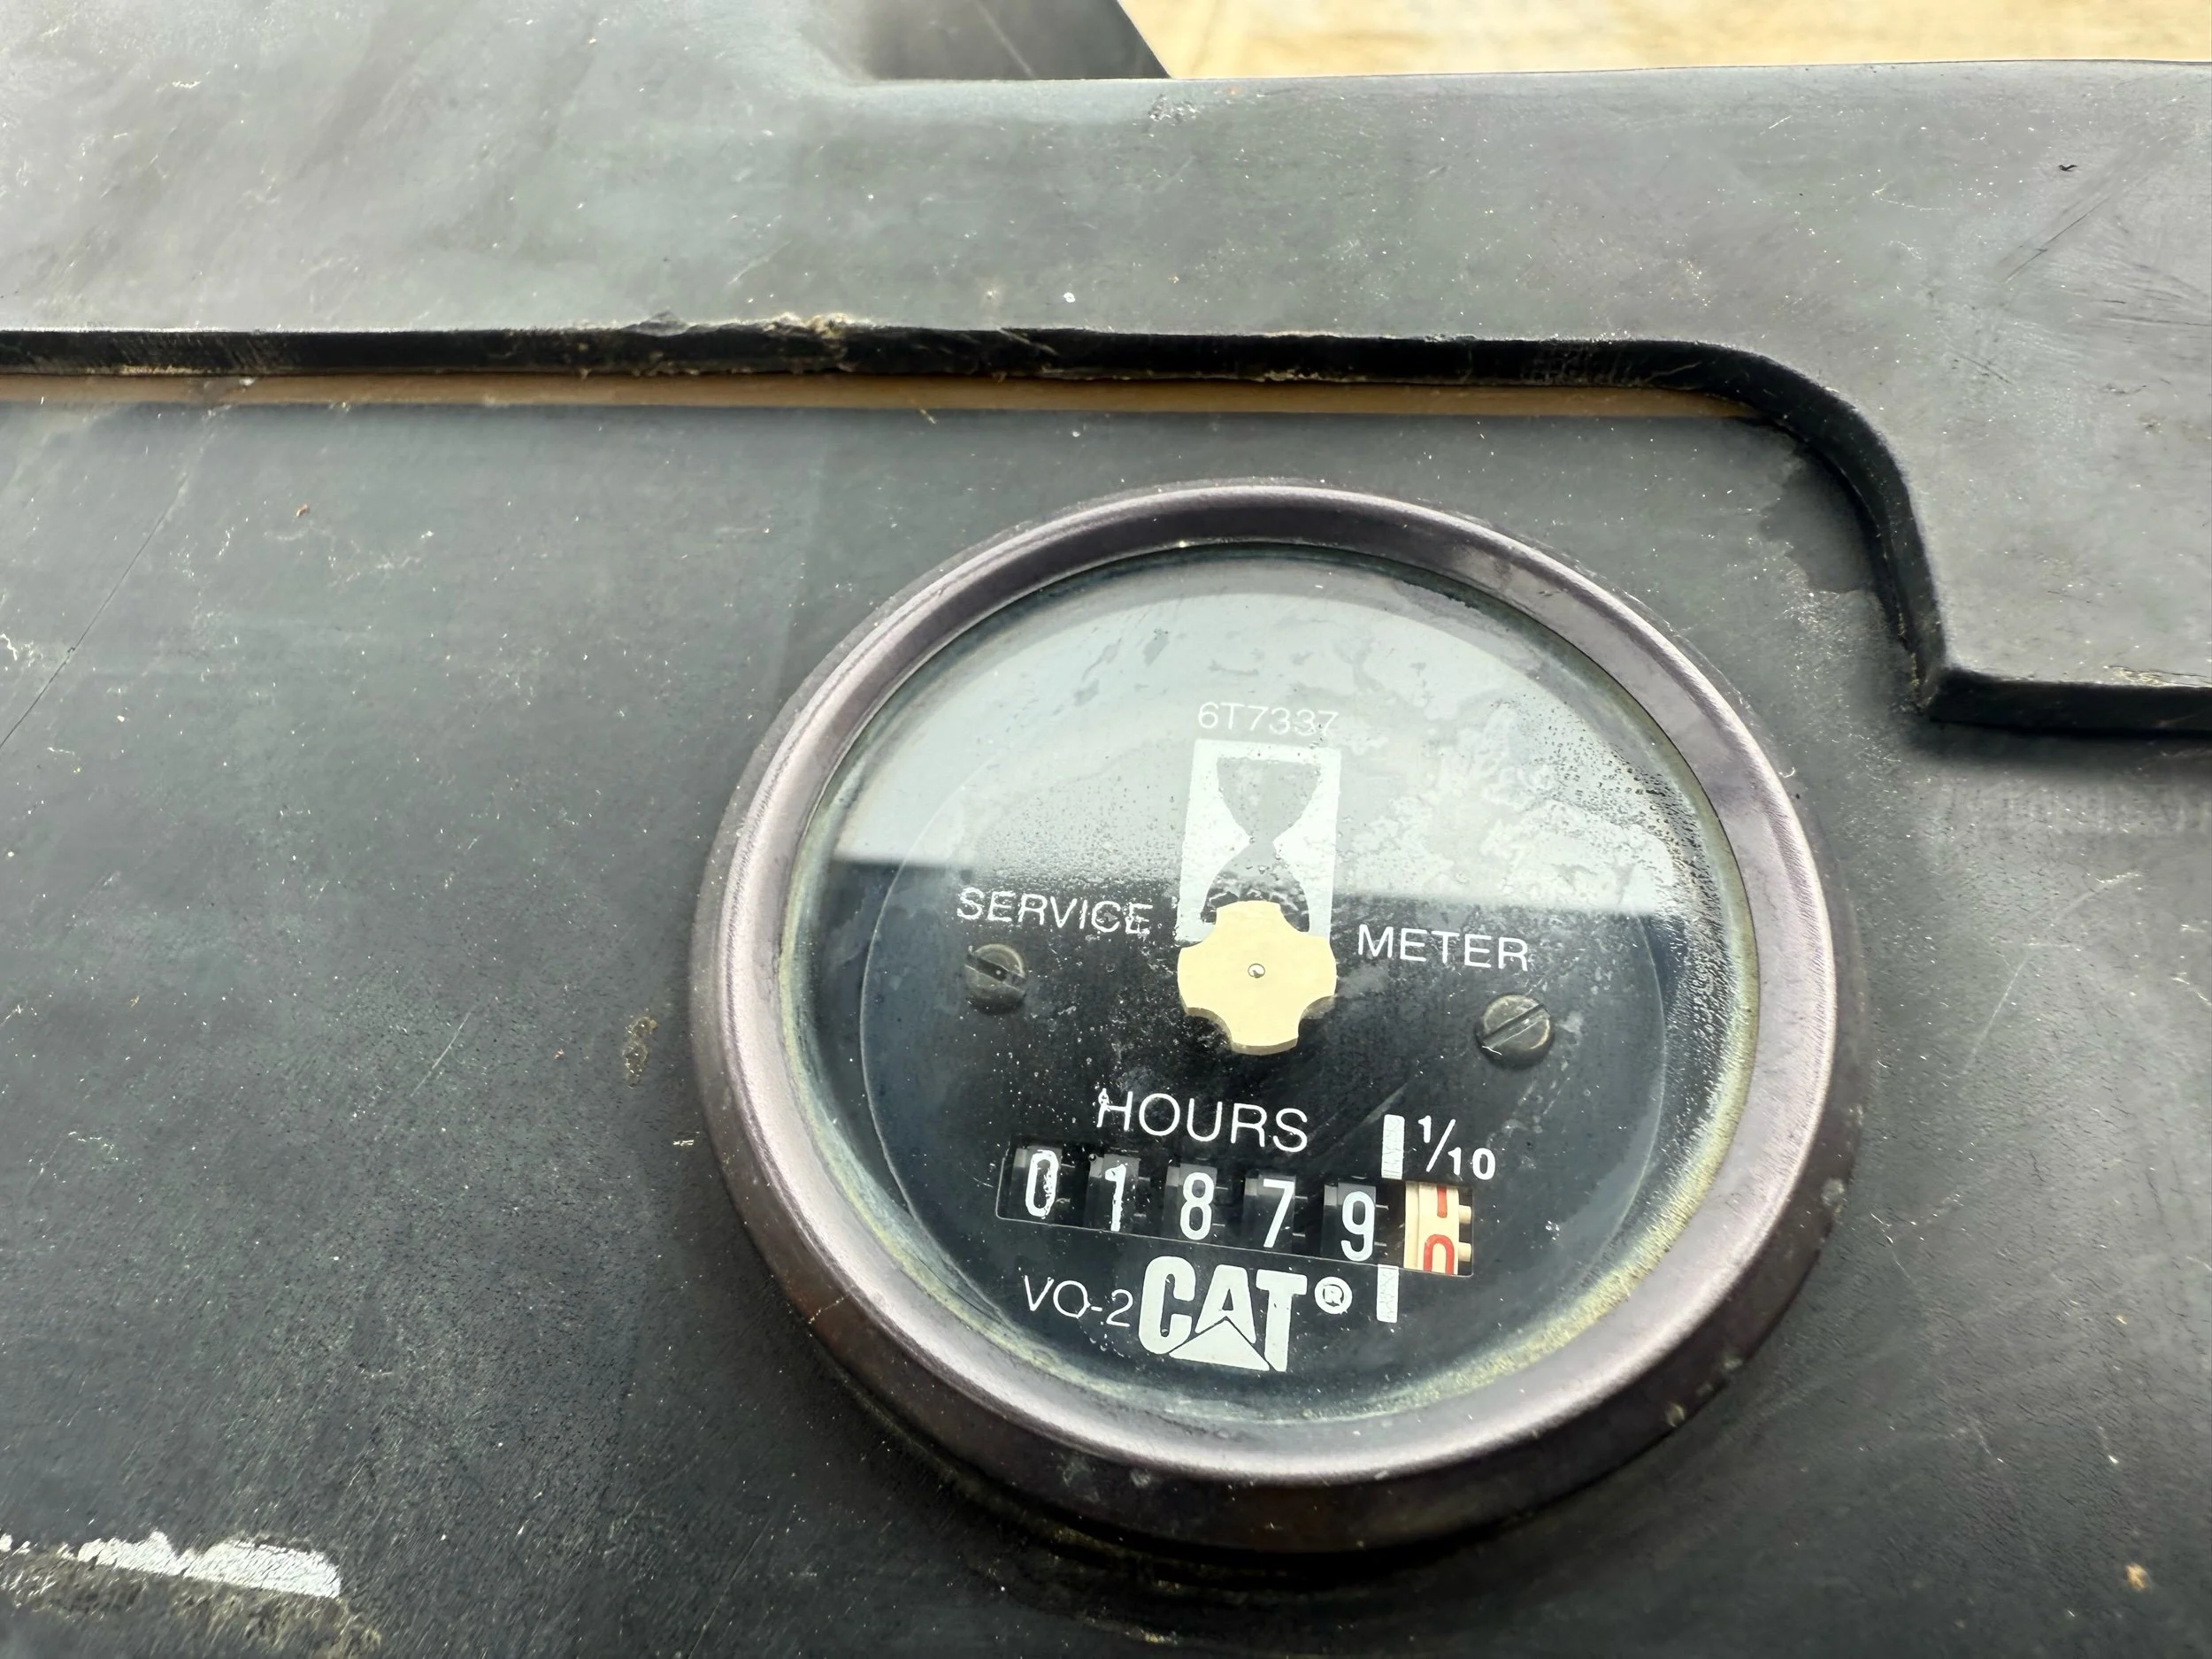 6T7337
SERVICE METER
HOURS 1/10
01879
VO-2 CAT®